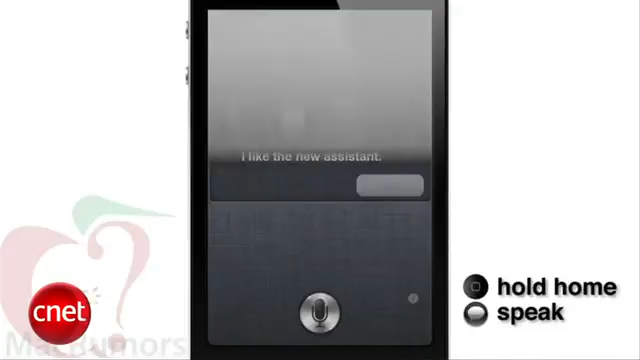 I like the new assistant.
hold home
speak
cnet
MacRumors